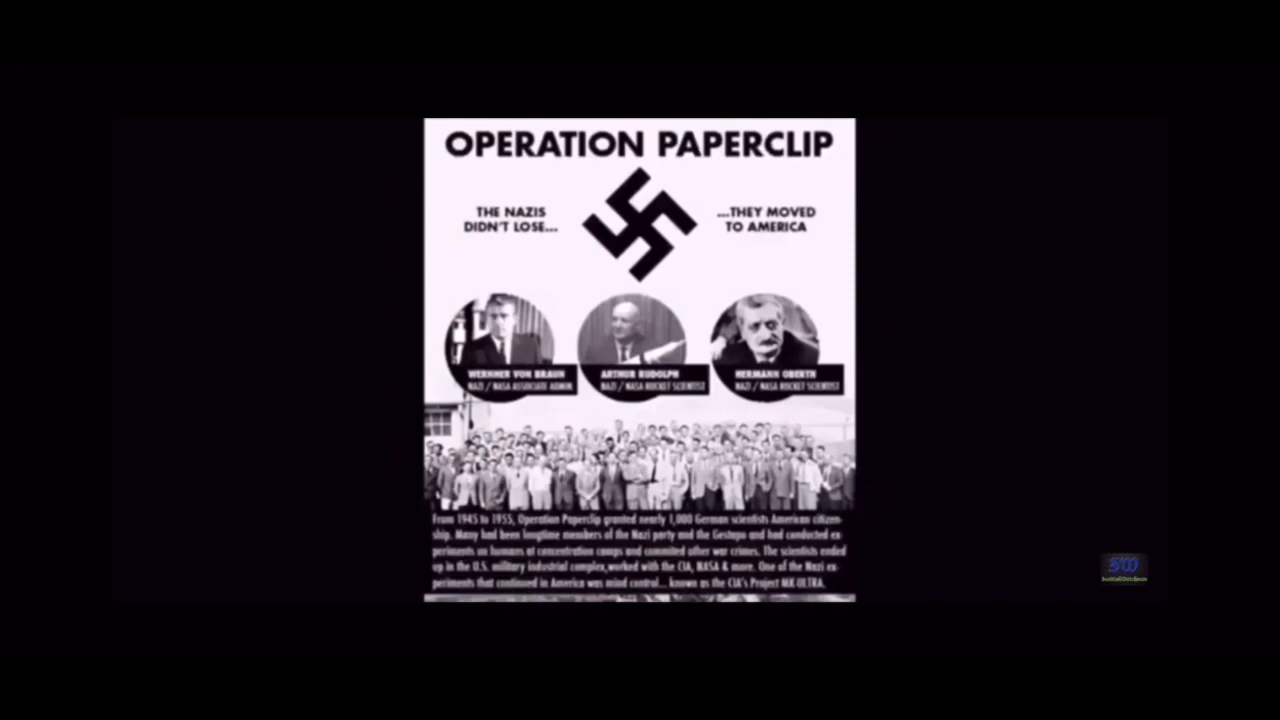 OPERATION PAPERCLIP
THE NAZIS
DIDN'T LOSE...
...THEY MOVED
TO AMERICA
WERNHER VON BRAUN
NAZI / NASA ASSOCIATE ADMIN
ARTHUR RUDOLPH
NAZI / NASA ROCKET SCIENTIST
HERMANN OBERTH
NAZI / NASA ROCKET SCIENTIST
From 1945 to 1955, Operation Paperclip granted nearly 1,000 German scientists American citizen-
ship. Many had been longtime members of the Nazi party and the Gestapo and had conducted ex-
periments on humans at concentration camps and commited other war crimes. The scientists ended
up in the U.S. military industrial complex,worked with the CIA, NASA & more. One of the Nazi ex-
periments that continued in America was mind control... known as the CIA's Project MK ULTRA.